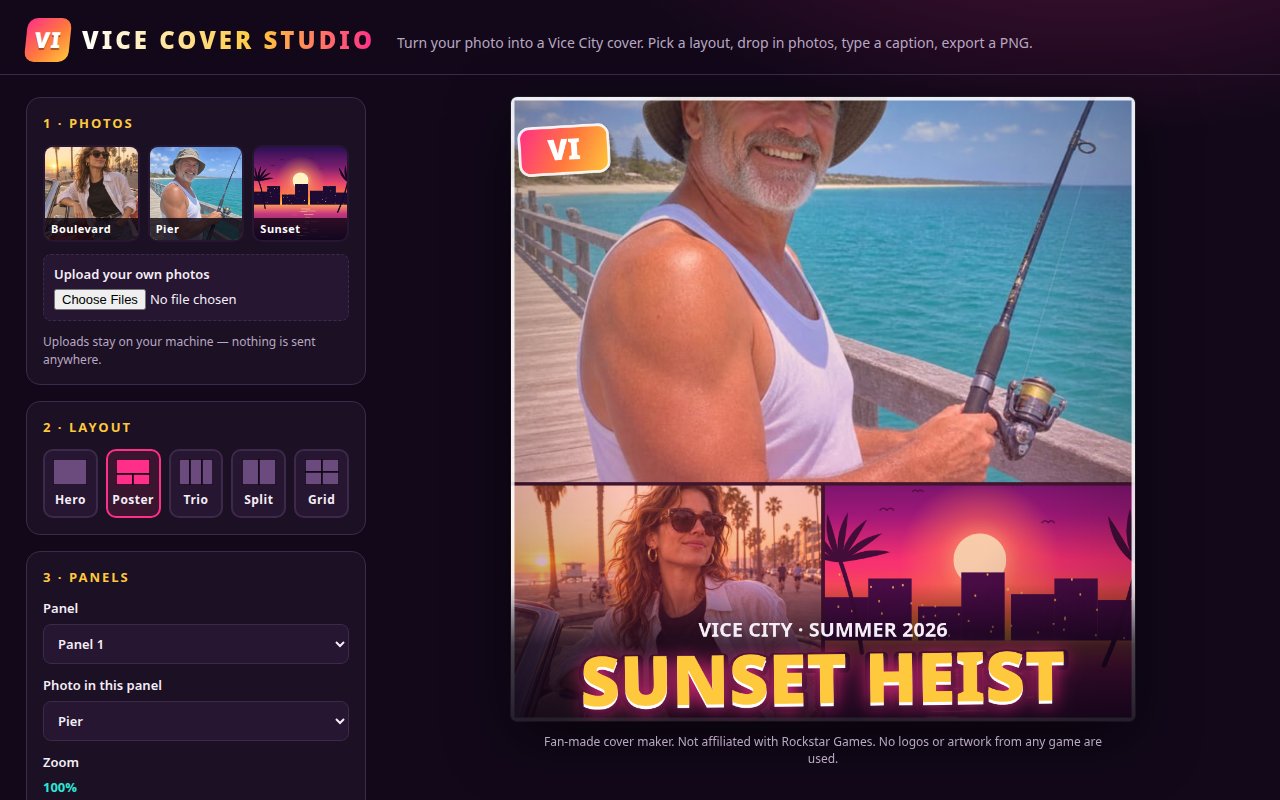 VI
VICE COVER STUDIO
Turn your photo into a Vice City cover. Pick a layout, drop in photos, type a caption, export a PNG.
1 · PHOTOS
Boulevard
Pier
Sunset
Upload your own photos
Choose Files No file chosen
Uploads stay on your machine — nothing is sent
anywhere.
2 · LAYOUT
Hero
Poster
Trio
Split
Grid
3 · PANELS
Panel
Panel 1
Photo in this panel
Pier
Zoom
100%
VI
VICE CITY · SUMMER 2026
SUNSET HEIST
Fan-made cover maker. Not affiliated with Rockstar Games. No logos or artwork from any game are
used.